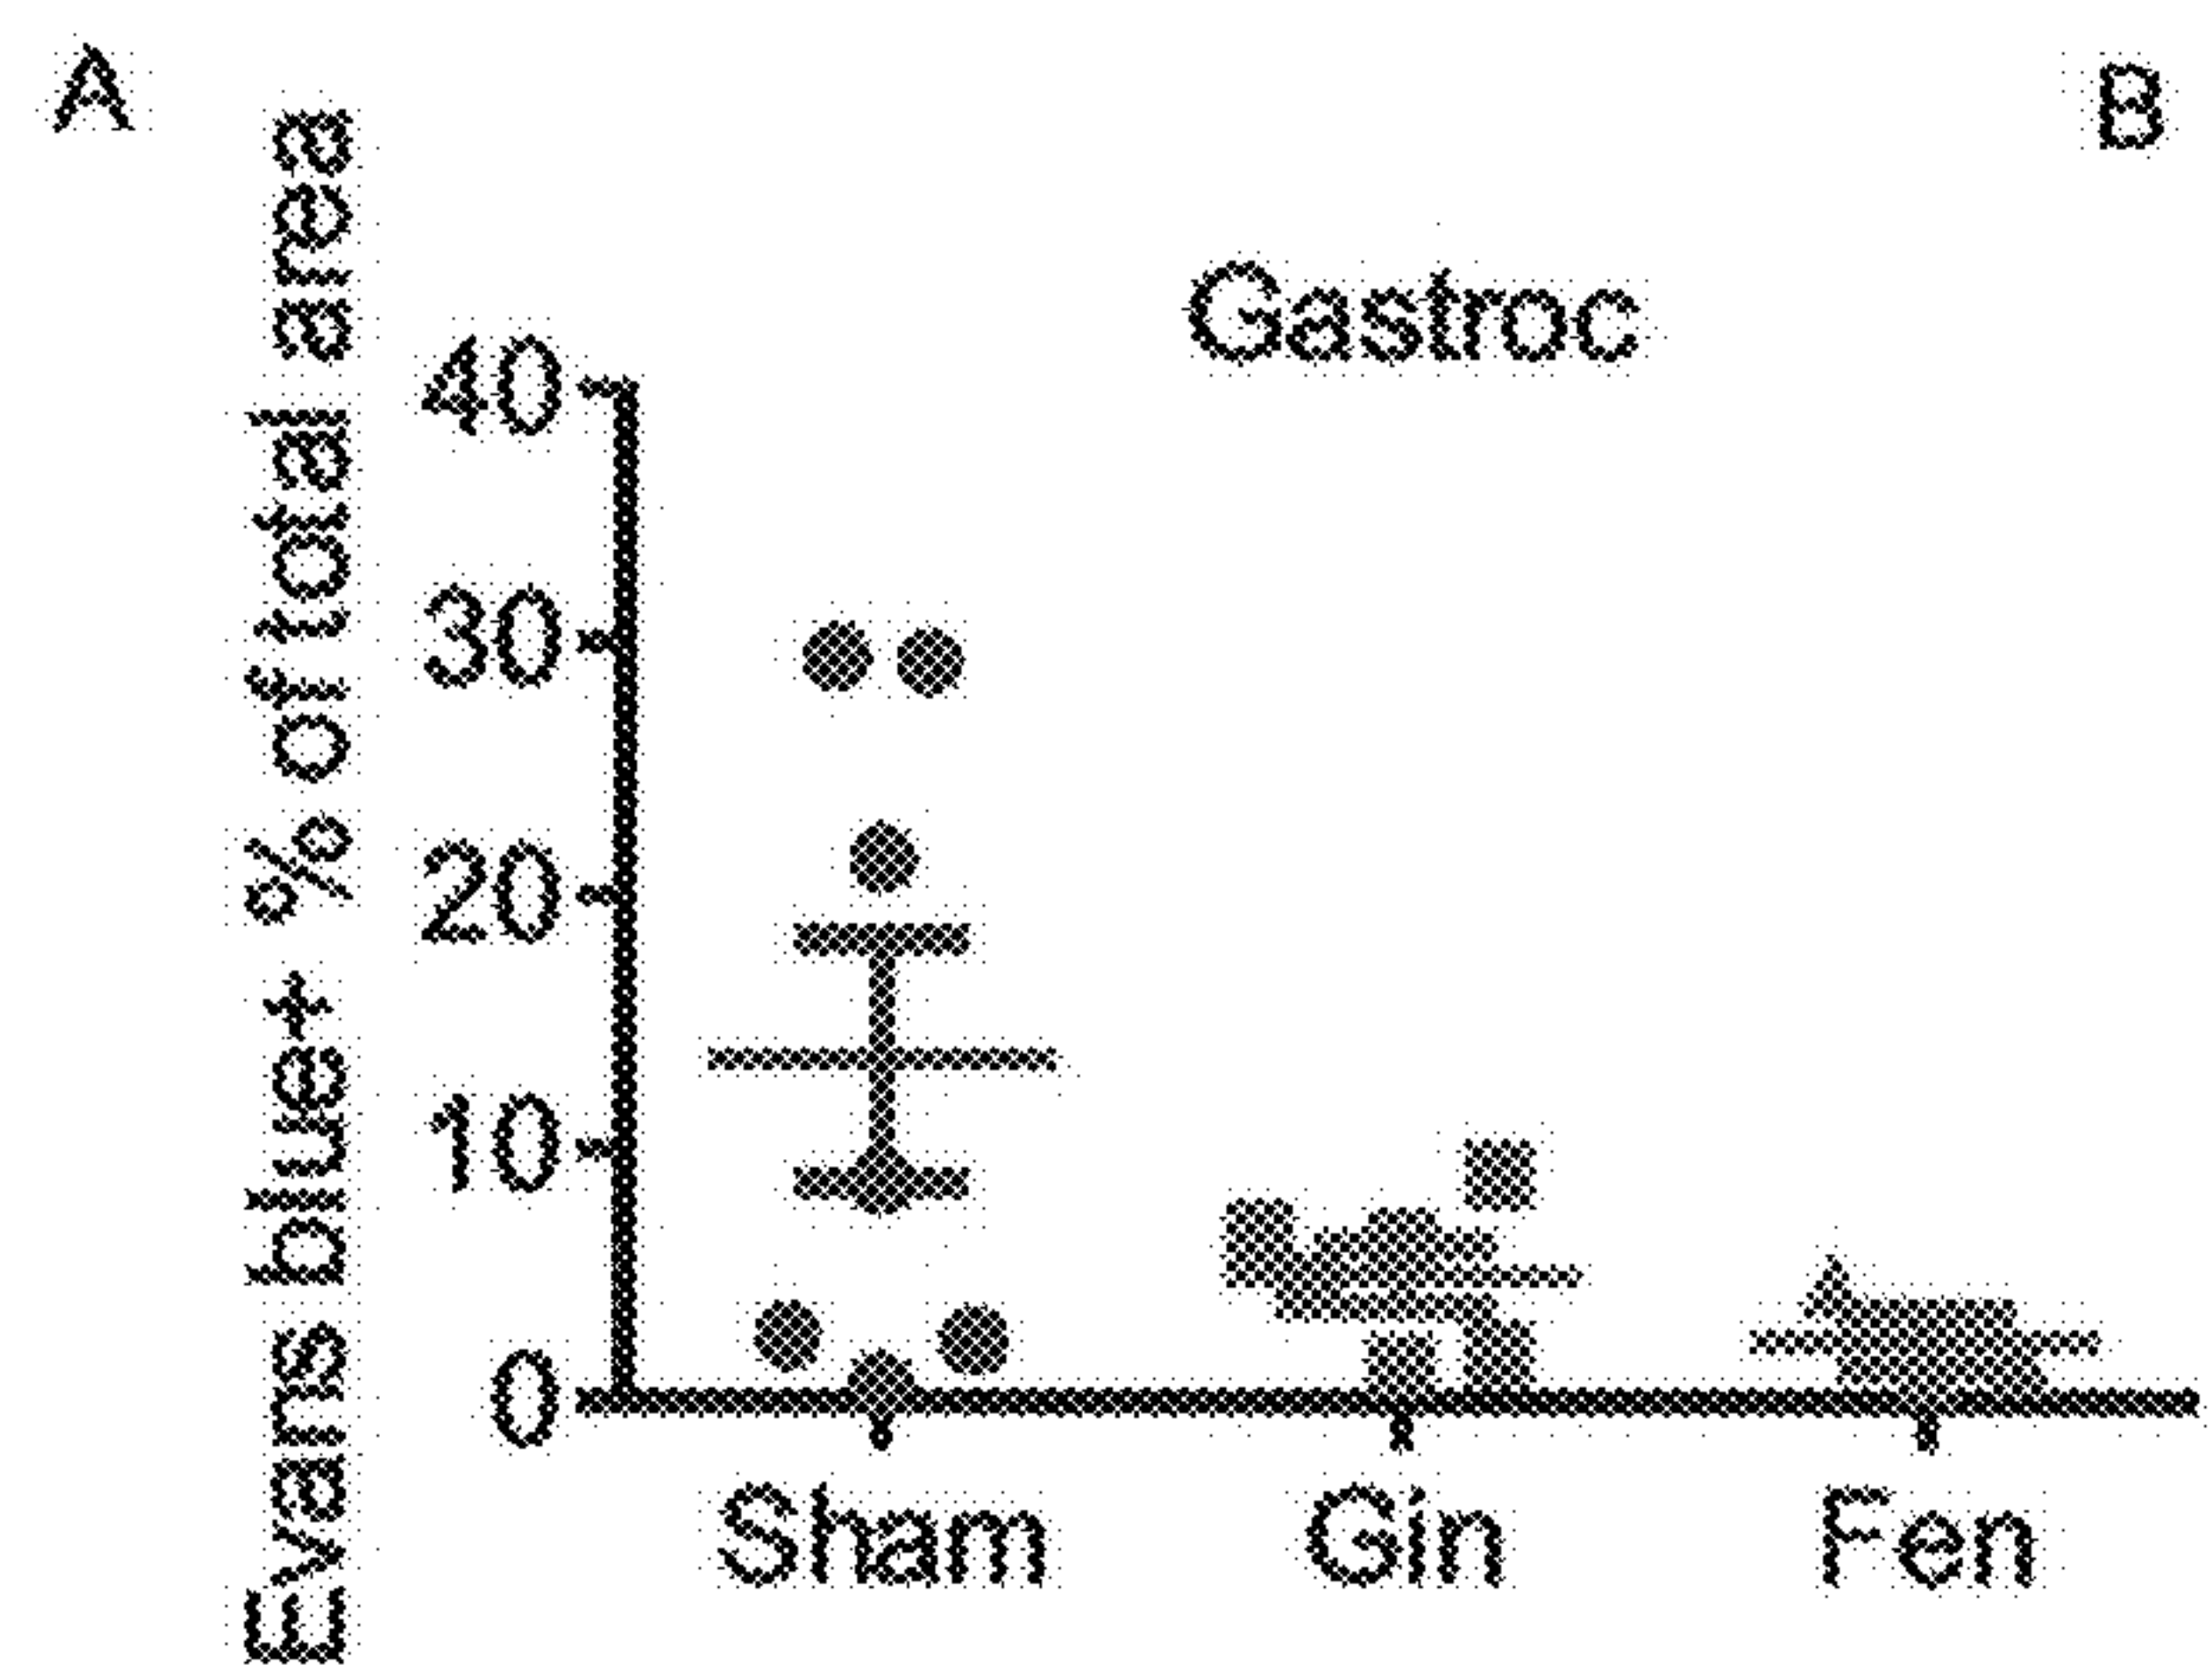 A
B
Evans blue+ % of total area
Gastroc
40
30
20
10
0
Sham
Gin
Fen